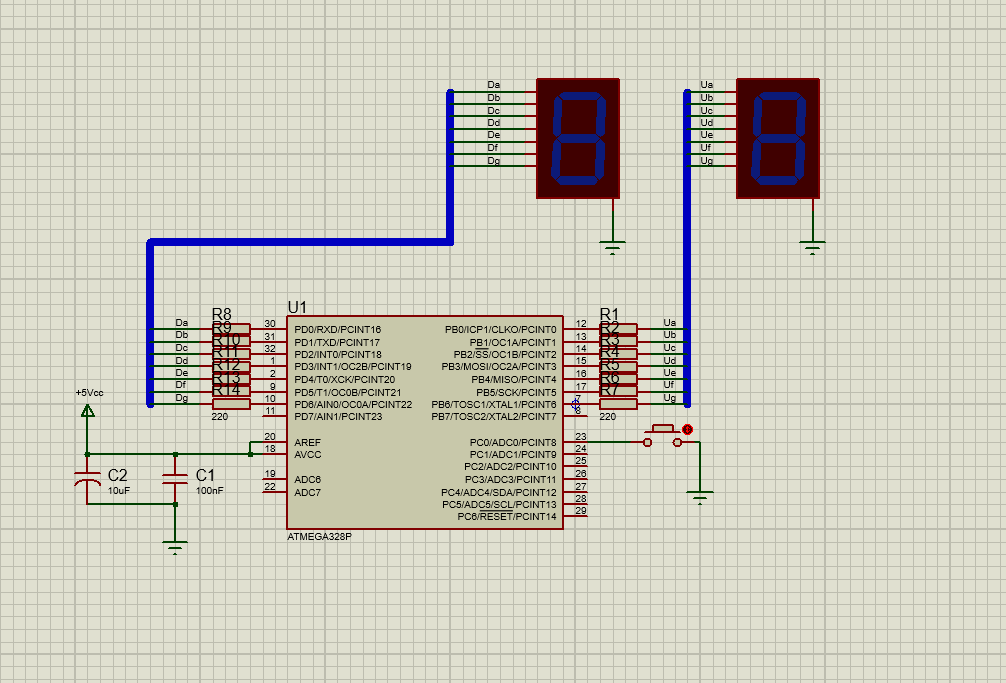 Da
Db
Dc
Dd
De
Df
Dg
Ua
Ub
Uc
Ud
Ue
Uf
Ug
U1
R8
R9
R10
R11
R12
R13
R14
220
Da
Db
Dc
Dd
De
Df
Dg
30
31
32
1
2
9
10
11
20
18
19
22
PD0/RXD/PCINT16
PD1/TXD/PCINT17
PD2/INT0/PCINT18
PD3/INT1/OC2B/PCINT19
PD4/T0/XCK/PCINT20
PD5/T1/OC0B/PCINT21
PD6/AIN0/OC0A/PCINT22
PD7/AIN1/PCINT23
AREF
AVCC
ADC6
ADC7
PB0/ICP1/CLKO/PCINT0
PB1/OC1A/PCINT1
PB2/SS/OC1B/PCINT2
PB3/MOSI/OC2A/PCINT3
PB4/MISO/PCINT4
PB5/SCK/PCINT5
PB6/TOSC1/XTAL1/PCINT6
PB7/TOSC2/XTAL2/PCINT7
PC0/ADC0/PCINT8
PC1/ADC1/PCINT9
PC2/ADC2/PCINT10
PC3/ADC3/PCINT11
PC4/ADC4/SDA/PCINT12
PC5/ADC5/SCL/PCINT13
PC6/RESET/PCINT14
12
13
14
15
16
17
7
8
23
24
25
26
27
28
29
R1
R2
R3
R4
R5
R6
R7
220
Ua
Ub
Uc
Ud
Ue
Uf
Ug
+5Vcc
C2
10uF
C1
100nF
ATMEGA328P